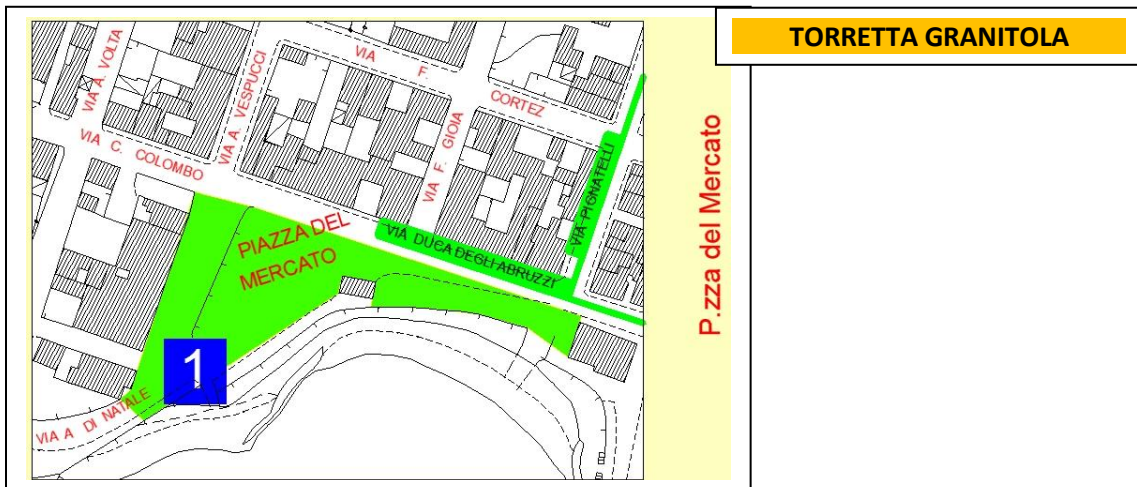 TORRETTA GRANITOLA
VIA A. VOLTA
VIA A. VESPUCCI
VIA F.
CORTEZ
VIA C. COLOMBO
VIA F. GIOIA
VIA PIGNATELLI
VIA DUCA DEGLI ABRUZZI
PIAZZA DEL
MERCATO
1
VIA A DI NATALE
P.zza del Mercato